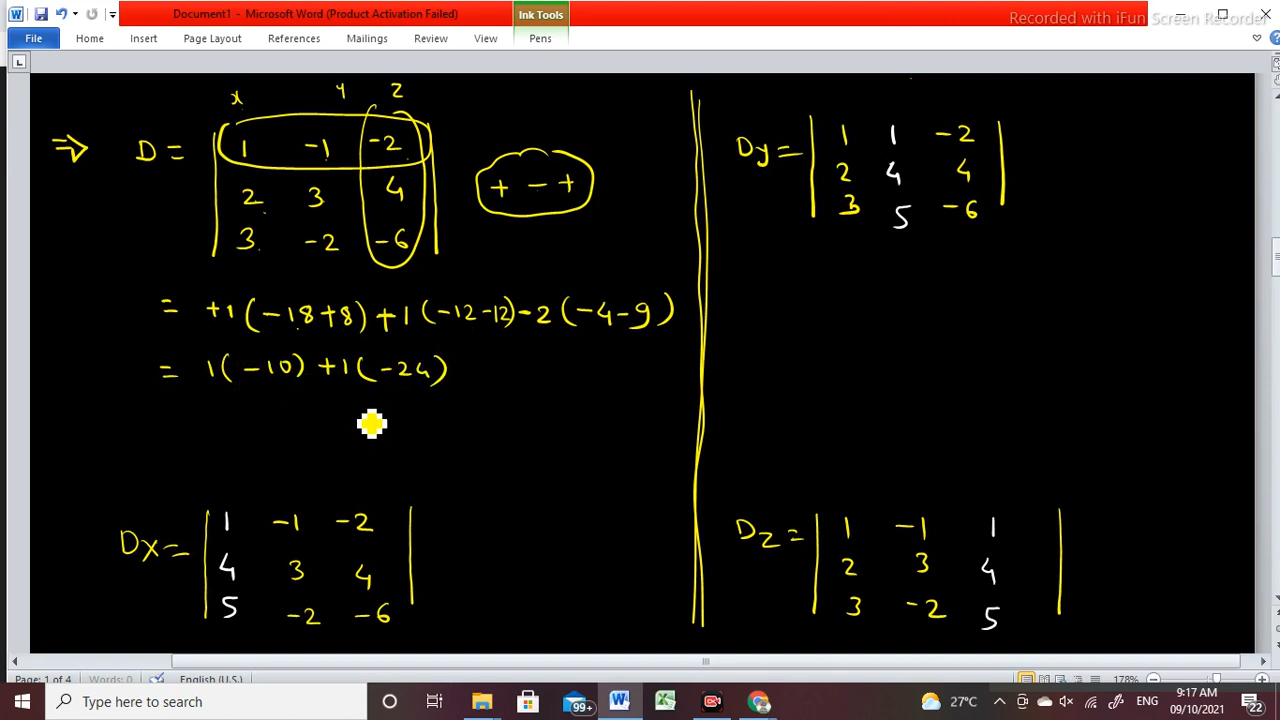 Document1 - Microsoft Word (Product Activation Failed)
Ink Tools
Recorded with iFun Screen Recorder
File Home Insert Page Layout References Mailings Review View Pens
x y z
⇒ D = | 1 -1 -2 |
| 2 3 4 |
| 3 -2 -6 |
+ - +
= +1(-18+8)+1(-12-12)-2(-4-9)
= 1(-10) +1(-24)
Dx= | 1 -1 -2 |
| 4 3 4 |
| 5 -2 -6 |
Dy= | 1 1 -2 |
| 2 4 4 |
| 3 5 -6 |
Dz= | 1 -1 1 |
| 2 3 4 |
| 3 -2 5 |
Page: 1 of 4 Words: 0 English (U.S.) 178%
Type here to search
99+
27°C
ENG
9:17 AM
09/10/2021
22